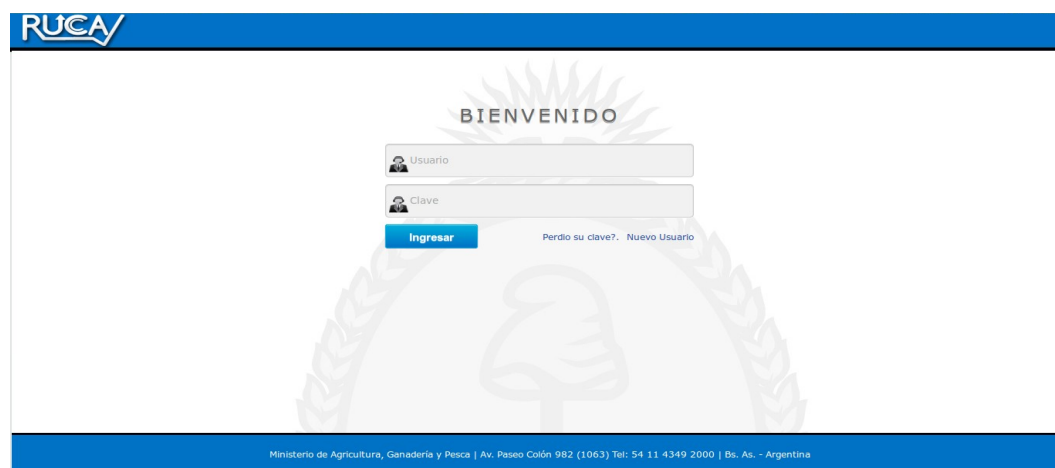 RUCA
BIENVENIDO
Usuario
Clave
Ingresar
Perdio su clave?. Nuevo Usuario
Ministerio de Agricultura, Ganadería y Pesca | Av. Paseo Colón 982 (1063) Tel: 54 11 4349 2000 | Bs. As. - Argentina